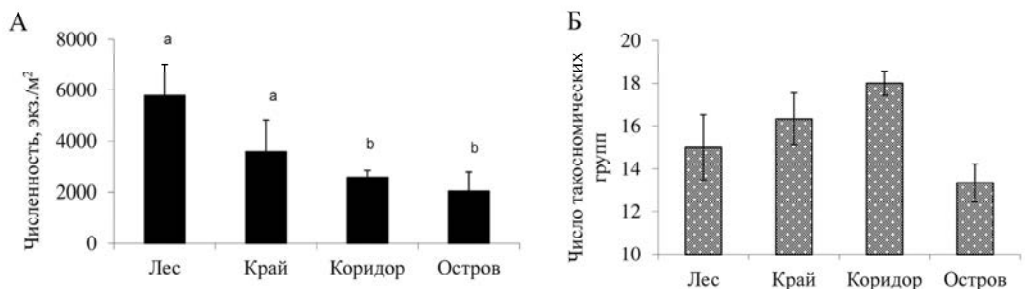 А
Численность, экз./м²
8000
6000
4000
2000
0
a
a
b
b
Лес Край Коридор Остров
Б
Число такосномических
групп
20
18
16
14
12
10
Лес Край Коридор Остров